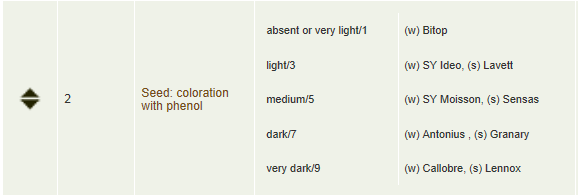 absent or very light/1 (w) Bitop
light/3 (w) SY Ideo, (s) Lavett
2 Seed: coloration with phenol medium/5 (w) SY Moisson, (s) Sensas
dark/7 (w) Antonius , (s) Granary
very dark/9 (w) Callobre, (s) Lennox